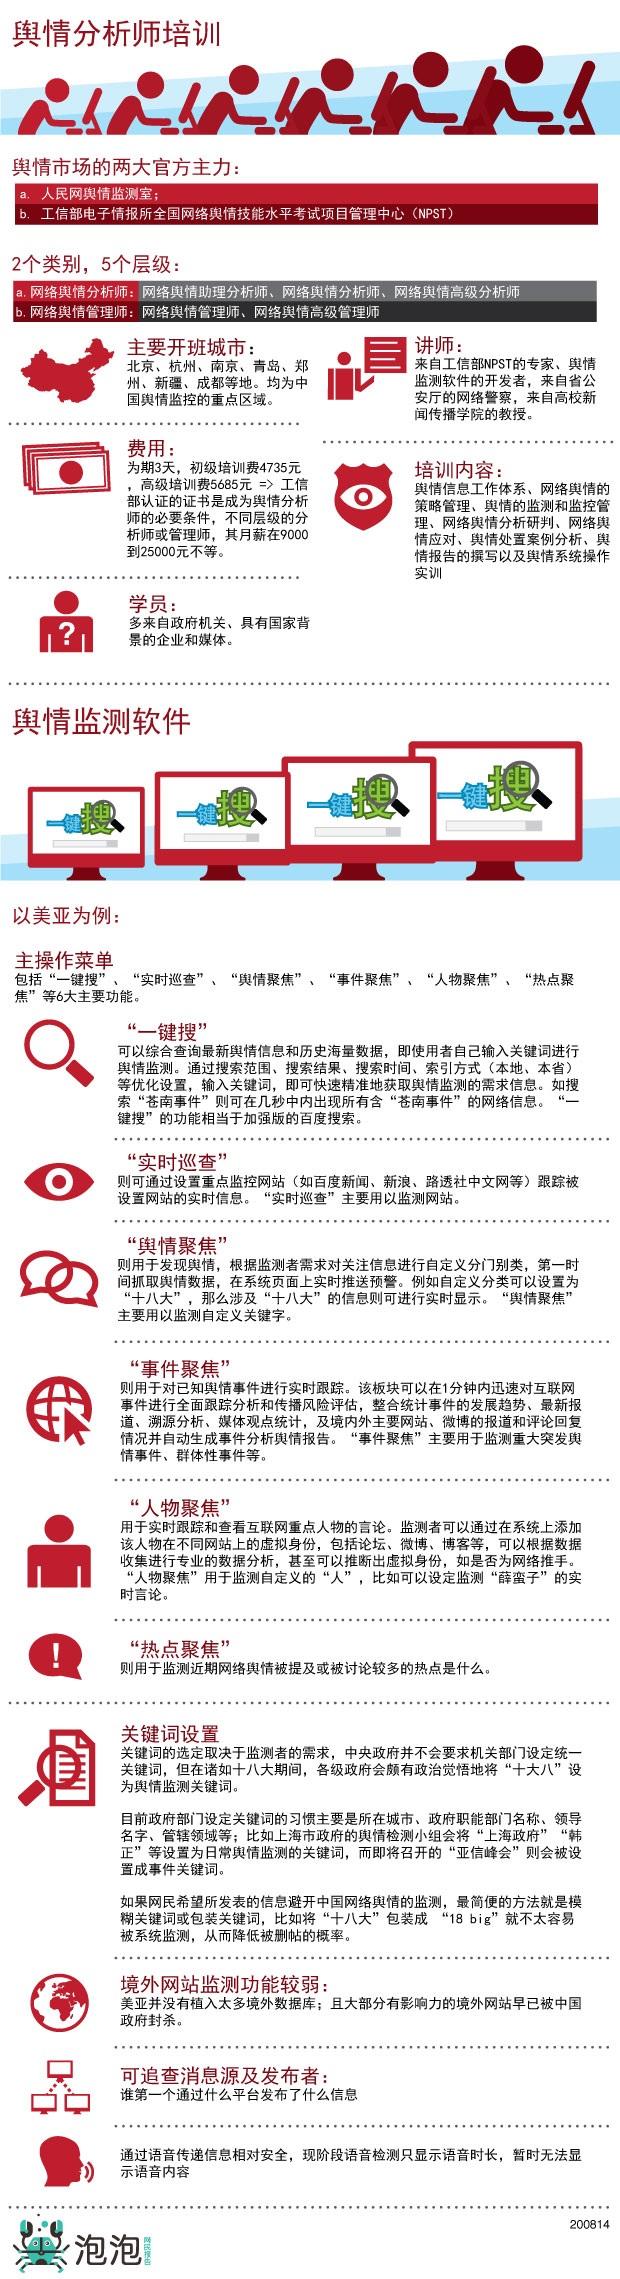 舆情分析师培训
舆情市场的两大官方主力：
a. 人民网舆情监测室；
b. 工信部电子情报所全国网络舆情技能水平考试项目管理中心（NPST）
2个类别，5个层级：
a. 网络舆情分析师：网络舆情助理分析师、网络舆情分析师、网络舆情高级分析师
b. 网络舆情管理师：网络舆情管理师、网络舆情高级管理师
主要开班城市：
北京、杭州、南京、青岛、郑
州、新疆、成都等地。均为中
国舆情监控的重点区域。
讲师：
来自工信部NPST的专家、舆情
监测软件的开发者，来自省公
安厅的网络警察，来自高校新
闻传播学院的教授。
费用：
为期3天，初级培训费4735元
，高级培训费5685元 => 工信
部认证的证书是成为舆情分析
师的必要条件，不同层级的分
析师或管理师，其月薪在9000
到25000元不等。
培训内容：
舆情信息工作体系、网络舆情的
策略管理、舆情的监测和监控管
理、网络舆情分析研判、网络舆
情应对、舆情处置案例分析、舆
情报告的撰写以及舆情系统操作
实训
?
学员：
多来自政府机关、具有国家背
景的企业和媒体。
舆情监测软件
一键搜
一键搜
一键搜
一键搜
以美亚为例：
主操作菜单
包括“一键搜”、“实时巡查”、“舆情聚焦”、“事件聚焦”、“人物聚焦”、“热点聚
焦”等6大主要功能。
“一键搜”
可以综合查询最新舆情信息和历史海量数据，即使用者自己输入关键词进行
舆情监测。通过搜索范围、搜索结果、搜索时间、索引方式（本地、本省）
等优化设置，输入关键词，即可快速精准地获取舆情监测的需求信息。如搜
索“苍南事件”则可在几秒中内出现所有含“苍南事件”的网络信息。“一
键搜”的功能相当于加强版的百度搜索。
“实时巡查”
则可通过设置重点监控网站（如百度新闻、新浪、路透社中文网等）跟踪被
设置网站的实时信息。“实时巡查”主要用以监测网站。
“舆情聚焦”
则用于发现舆情，根据监测者需求对关注信息进行自定义分门别类，第一时
间抓取舆情数据，在系统页面上实时推送预警。例如自定义分类可以设置为
“十八大”，那么涉及“十八大”的信息则可进行实时显示。“舆情聚焦”
主要用以监测自定义关键字。
“事件聚焦”
则用于对已知舆情事件进行实时跟踪。该板块可以在1分钟内迅速对互联网
事件进行全面跟踪分析和传播风险评估，整合统计事件的发展趋势、最新报
道、溯源分析、媒体观点统计，及境内外主要网站、微博的报道和评论回复
情况并自动生成事件分析舆情报告。“事件聚焦”主要用于监测重大突发舆
情事件、群体性事件等。
“人物聚焦”
用于实时跟踪和查看互联网重点人物的言论。监测者可以通过在系统上添加
该人物在不同网站上的虚拟身份，包括论坛、微博、博客等，可以根据数据
收集进行专业的数据分析，甚至可以推断出虚拟身份，如是否为网络推手。
“人物聚焦”用于监测自定义的“人”，比如可以设定监测“薛蛮子”的实
时言论。
!
“热点聚焦”
则用于监测近期网络舆情被提及或被讨论较多的热点是什么。
关键词设置
关键词的选定取决于监测者的需求，中央政府并不会要求机关部门设定统一
关键词，但在诸如十八大期间，各级政府会颇有政治觉悟地将“十大八”设
为舆情监测关键词。
目前政府部门设定关键词的习惯主要是所在城市、政府职能部门名称、领导
名字、管辖领域等；比如上海市政府的舆情检测小组会将“上海政府”“韩
正”等设置为日常舆情监测的关键词，而即将召开的“亚信峰会”则会被设
置成事件关键词。
如果网民希望所发表的信息避开中国网络舆情的监测，最简便的方法就是模
糊关键词或包装关键词，比如将“十八大”包装成 “18 big”就不太容易
被系统监测，从而降低被删帖的概率。
境外网站监测功能较弱：
美亚并没有植入太多境外数据库；且大部分有影响力的境外网站早已被中国
政府封杀。
可追查消息源及发布者：
谁第一个通过什么平台发布了什么信息
通过语音传递信息相对安全，现阶段语音检测只显示语音时长，暂时无法显
示语音内容
200814
泡泡
网民报告